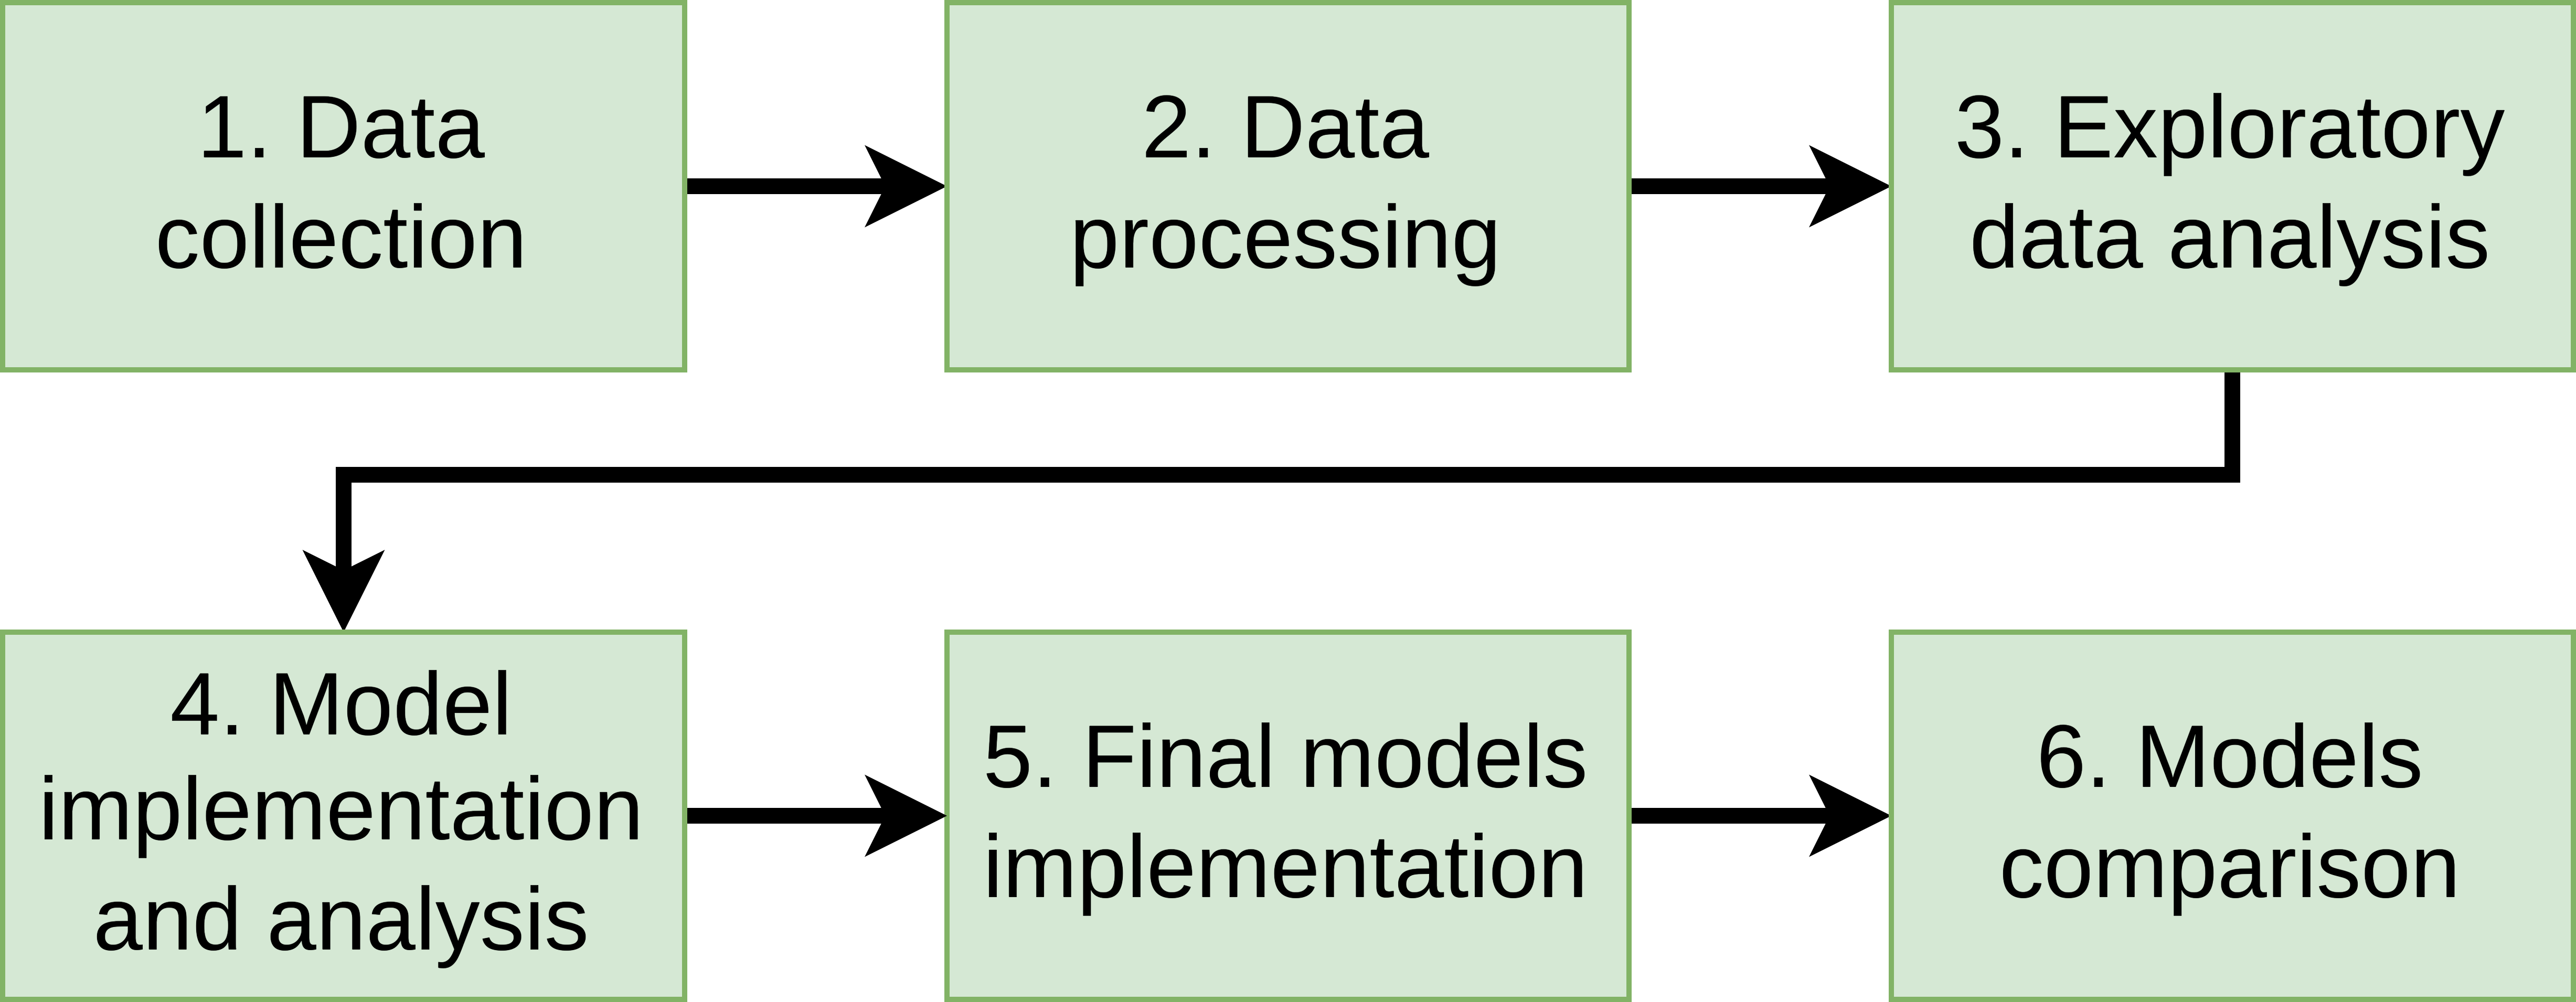 1. Data
collection
2. Data
processing
3. Exploratory
data analysis
4. Model
implementation
and analysis
5. Final models
implementation
6. Models
comparison